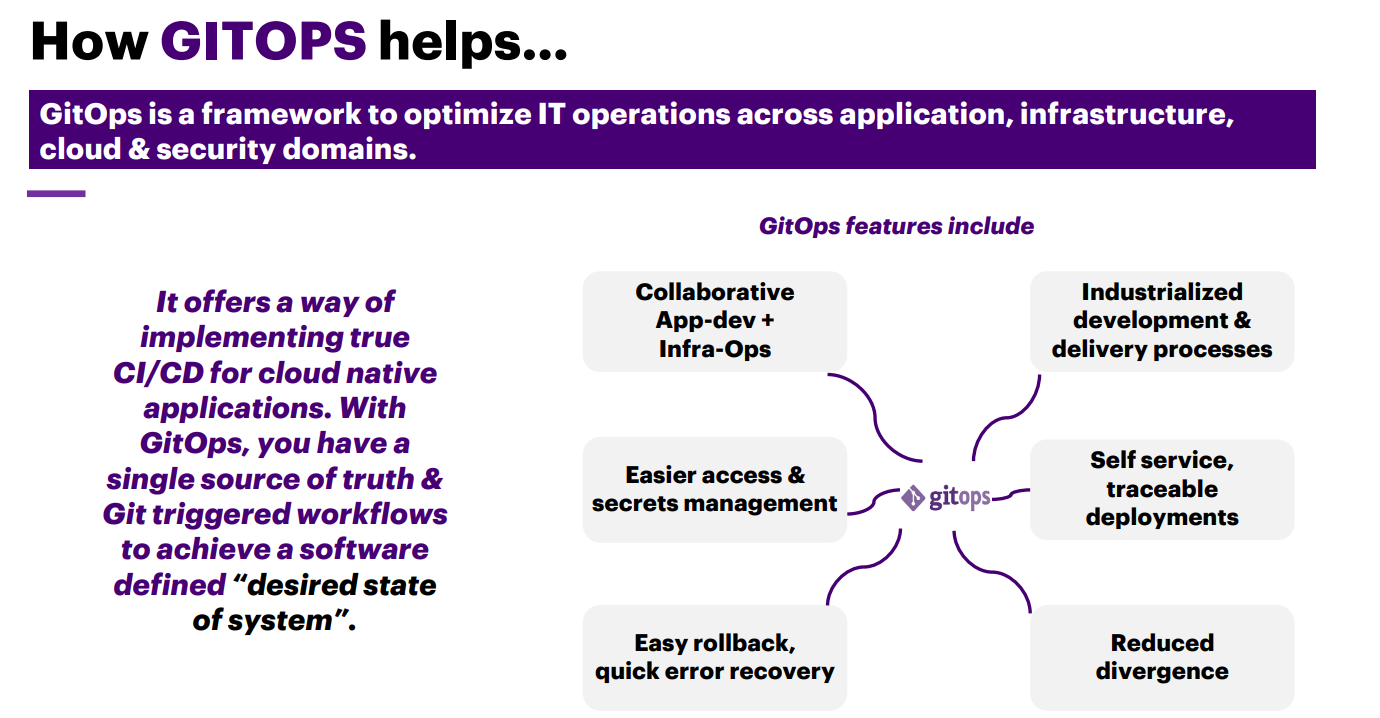 How GITOPS helps...
GitOps is a framework to optimize IT operations across application, infrastructure,
cloud & security domains.
It offers a way of
implementing true
CI/CD for cloud native
applications. With
GitOps, you have a
single source of truth &
Git triggered workflows
to achieve a software
defined “desired state
of system”.
GitOps features include
Collaborative
App-dev +
Infra-Ops
Industrialized
development &
delivery processes
Easier access &
secrets management
gitops
Self service,
traceable
deployments
Easy rollback,
quick error recovery
Reduced
divergence